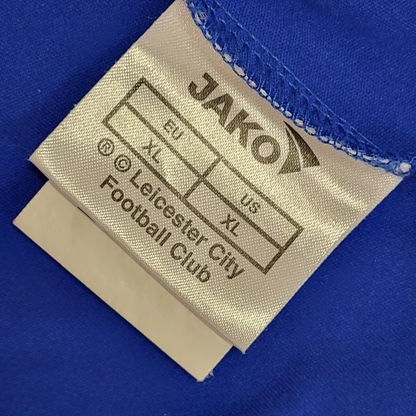 JAKO
EU US
XL XL
® © Leicester City
Football Club